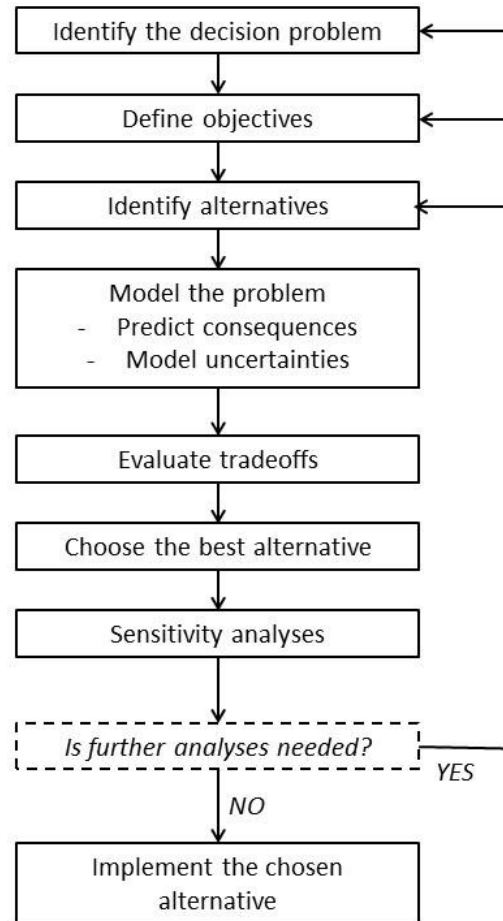 Identify the decision problem
Define objectives
Identify alternatives
Model the problem
- Predict consequences
- Model uncertainties
Evaluate tradeoffs
Choose the best alternative
Sensitivity analyses
Is further analyses needed?
YES
NO
Implement the chosen
alternative